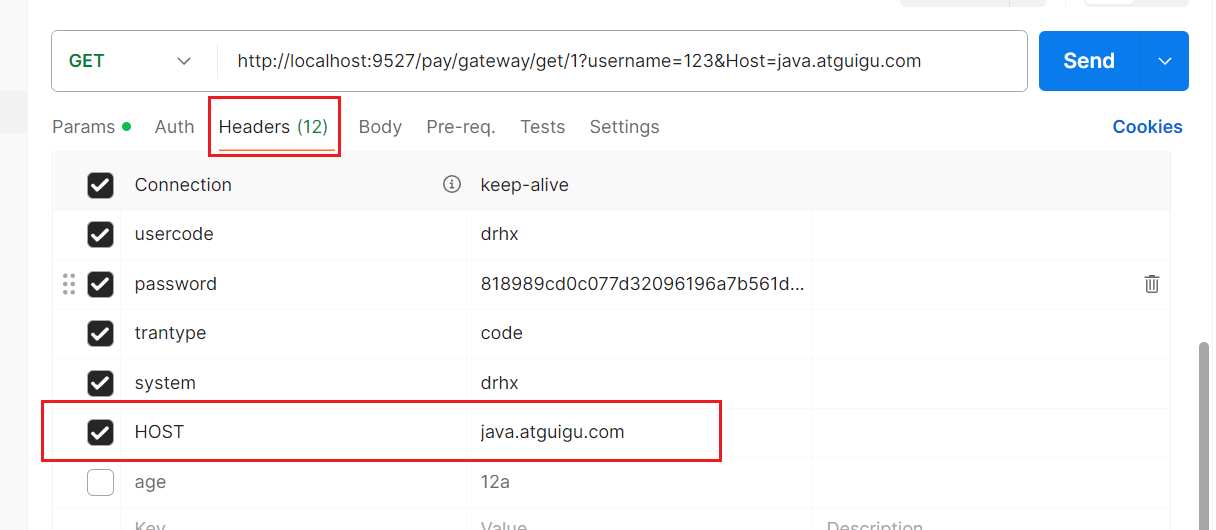 GET http://localhost:9527/pay/gateway/get/1?username=123&Host=java.atguigu.com Send
Params Auth Headers (12) Body Pre-req. Tests Settings Cookies
Connection keep-alive
usercode drhx
password 818989cd0c077d32096196a7b561d...
trantype code
system drhx
HOST java.atguigu.com
age 12a
Key Value Description